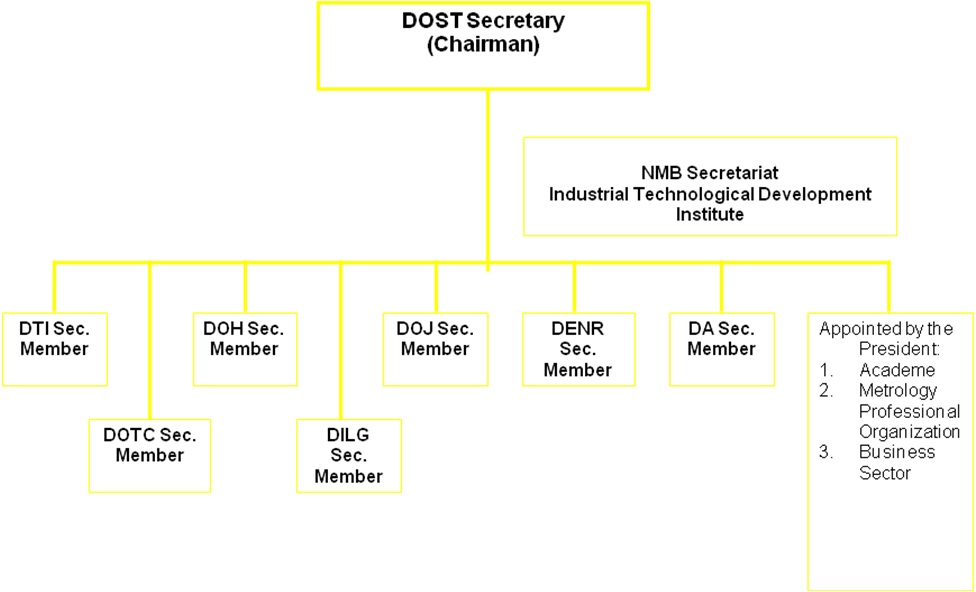 DOST Secretary
(Chairman)
NMB Secretariat
Industrial Technological Development
Institute
DTI Sec.
Member
DOH Sec.
Member
DOJ Sec.
Member
DENR
Sec.
Member
DA Sec.
Member
Appointed by the
President:
1. Academe
2. Metrology
Professional
Organization
3. Business
Sector
DOTC Sec.
Member
DILG
Sec.
Member